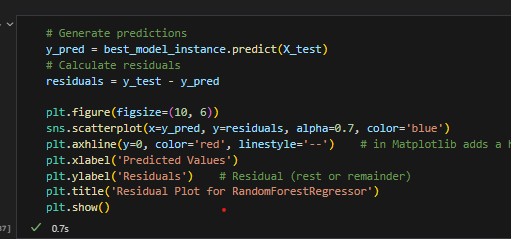 # Generate predictions
y_pred = best_model_instance.predict(X_test)
# Calculate residuals
residuals = y_test - y_pred
plt.figure(figsize=(10, 6))
sns.scatterplot(x=y_pred, y=residuals, alpha=0.7, color='blue')
plt.axhline(y=0, color='red', linestyle='--') # in Matplotlib adds a h
plt.xlabel('Predicted Values')
plt.ylabel('Residuals') # Residual (rest or remainder)
plt.title('Residual Plot for RandomForestRegressor')
plt.show()
0.7s